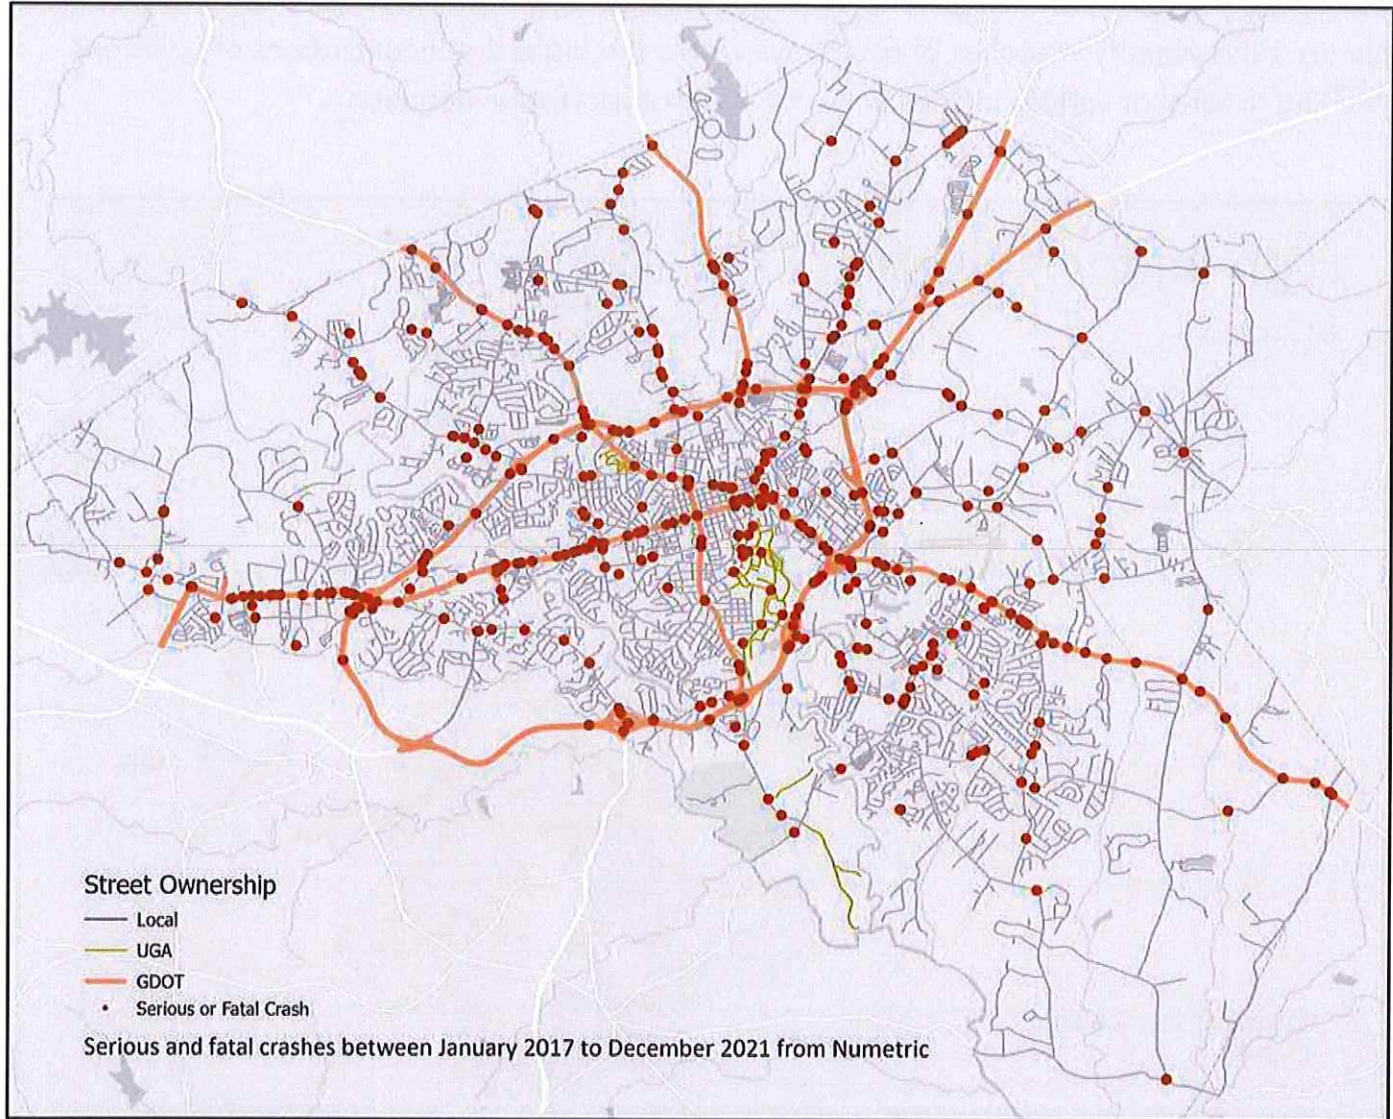 Street Ownership
Local
UGA
GDOT
Serious or Fatal Crash
Serious and fatal crashes between January 2017 to December 2021 from Numetric